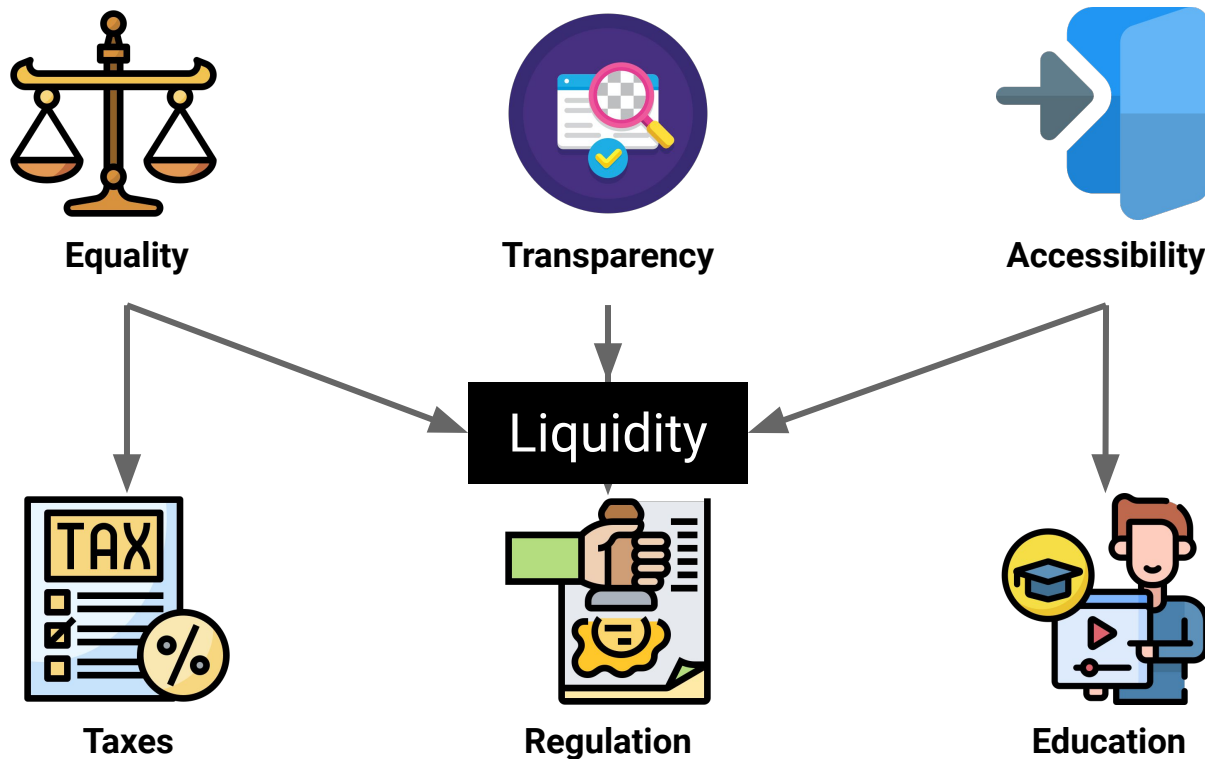 Equality
Transparency
Accessibility
Liquidity
TAX
%
Taxes
Regulation
Education